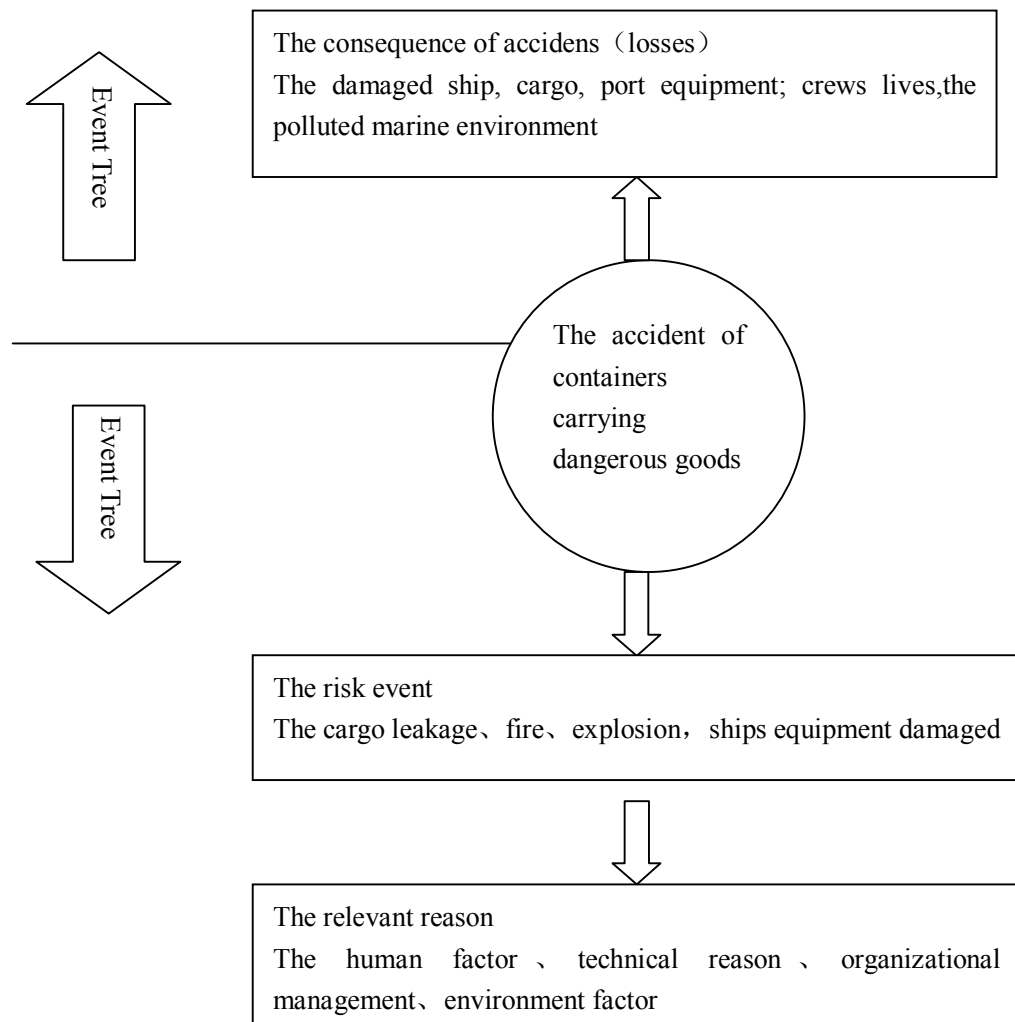 The consequence of accidens（losses）
The damaged ship, cargo, port equipment; crews lives,the
polluted marine environment
Event Tree
The accident of
containers
carrying
dangerous goods
Event Tree
The risk event
The cargo leakage、fire、explosion，ships equipment damaged
The relevant reason
The human factor 、 technical reason 、 organizational
management、environment factor